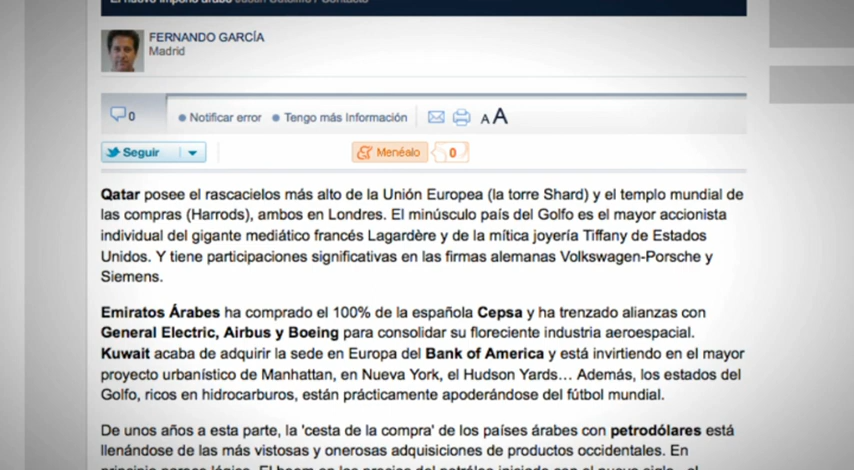 El nuevo imperio árabe
FERNANDO GARCÍA
Madrid
0
Notificar error
Tengo más Información
A A
Seguir
Menéalo
0
Qatar posee el rascacielos más alto de la Unión Europea (la torre Shard) y el templo mundial de
las compras (Harrods), ambos en Londres. El minúsculo país del Golfo es el mayor accionista
individual del gigante mediático francés Lagardère y de la mítica joyería Tiffany de Estados
Unidos. Y tiene participaciones significativas en las firmas alemanas Volkswagen-Porsche y
Siemens.
Emiratos Árabes ha comprado el 100% de la española Cepsa y ha trenzado alianzas con
General Electric, Airbus y Boeing para consolidar su floreciente industria aeroespacial.
Kuwait acaba de adquirir la sede en Europa del Bank of America y está invirtiendo en el mayor
proyecto urbanístico de Manhattan, en Nueva York, el Hudson Yards... Además, los estados del
Golfo, ricos en hidrocarburos, están prácticamente apoderándose del fútbol mundial.
De unos años a esta parte, la 'cesta de la compra' de los países árabes con petrodólares está
llenándose de las más vistosas y onerosas adquisiciones de productos occidentales. En